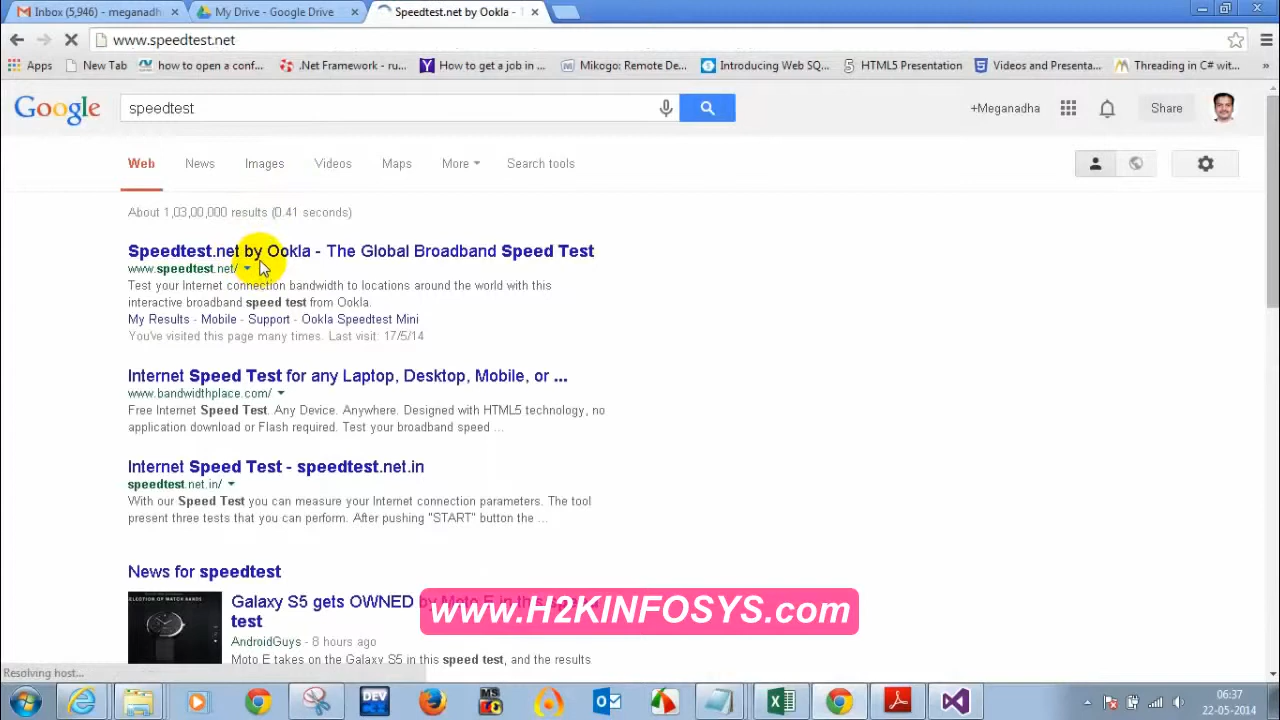 Inbox (5,946) - meganadh
My Drive - Google Drive
Speedtest.net by Ookla -
www.speedtest.net
Apps
New Tab
how to open a conf...
.Net Framework - ru...
How to get a job in ...
Mikogo: Remote De...
Introducing Web SQ...
HTML5 Presentation
Videos and Presenta...
Threading in C# wit...
Google
speedtest
+Meganadha
Share
Web
News
Images
Videos
Maps
More
Search tools
About 1,03,00,000 results (0.41 seconds)
Speedtest.net by Ookla - The Global Broadband Speed Test
www.speedtest.net/
Test your Internet connection bandwidth to locations around the world with this
interactive broadband speed test from Ookla.
My Results - Mobile - Support - Ookla Speedtest Mini
You've visited this page many times. Last visit: 17/5/14
Internet Speed Test for any Laptop, Desktop, Mobile, or ...
www.bandwidthplace.com/
Free Internet Speed Test. Any Device. Anywhere. Designed with HTML5 technology, no
application download or Flash required. Test your broadband speed ...
Internet Speed Test - speedtest.net.in
speedtest.net.in/
With our Speed Test you can measure your Internet connection parameters. The tool
present three tests that you can perform. After pushing "START" button the ...
News for speedtest
Galaxy S5 gets OWNED by Moto E in this
test
AndroidGuys - 8 hours ago
Moto E takes on the Galaxy S5 in this speed test, and the results
www.H2KINFOSYS.com
Resolving host...
DEV
MS
06:37
22-05-2014